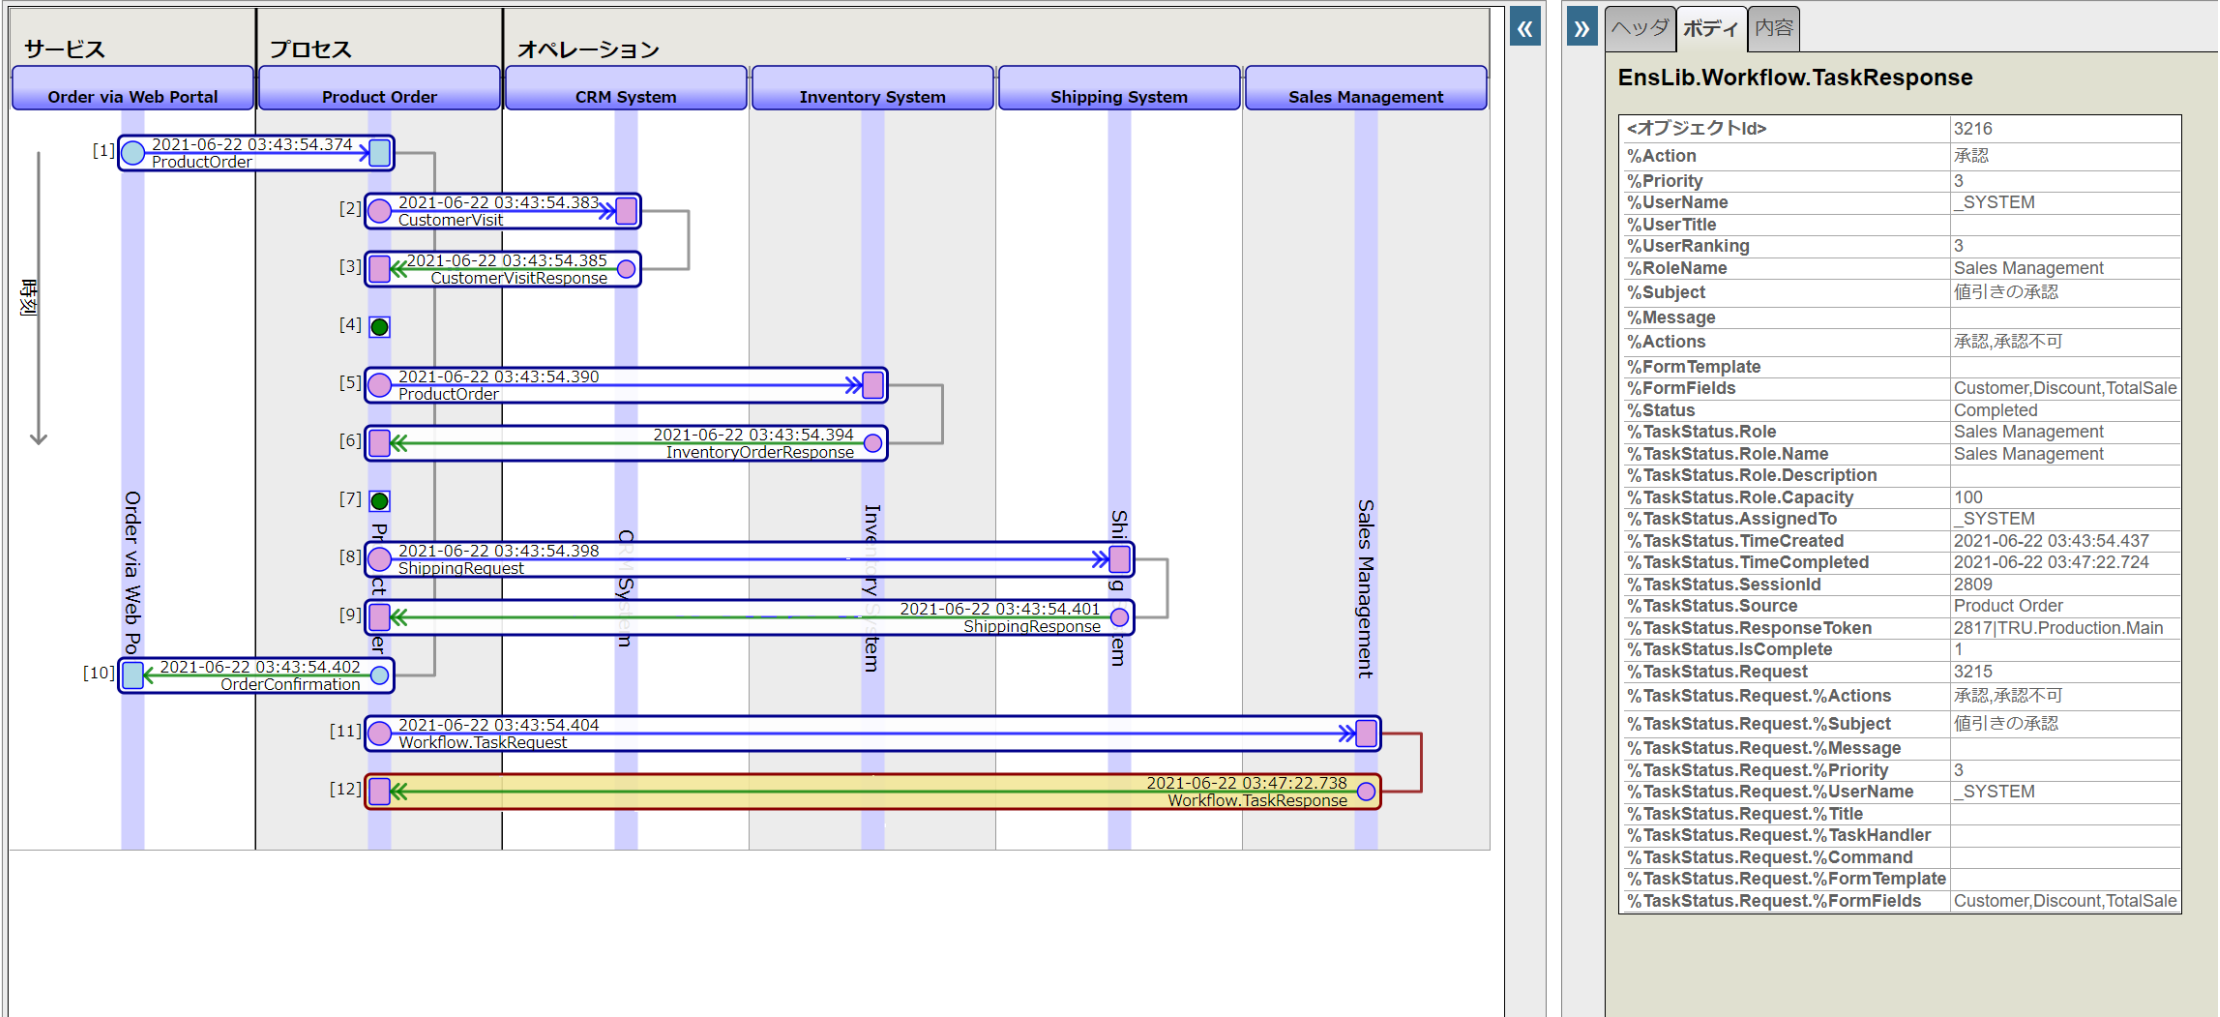 サービス
プロセス
オペレーション
Order via Web Portal
Product Order
CRM System
Inventory System
Shipping System
Sales Management
時刻
[1]
2021-06-22 03:43:54.374
ProductOrder
[2]
2021-06-22 03:43:54.383
CustomerVisit
[3]
2021-06-22 03:43:54.385
CustomerVisitResponse
[4]
[5]
2021-06-22 03:43:54.390
ProductOrder
[6]
2021-06-22 03:43:54.394
InventoryOrderResponse
[7]
[8]
2021-06-22 03:43:54.398
ShippingRequest
[9]
2021-06-22 03:43:54.401
ShippingResponse
[10]
2021-06-22 03:43:54.402
OrderConfirmation
[11]
2021-06-22 03:43:54.404
Workflow.TaskRequest
[12]
2021-06-22 03:47:22.738
Workflow.TaskResponse
Order via Web Po
Sales Management
«
»
ヘッダ
ボディ
内容
EnsLib.Workflow.TaskResponse
<オブジェクトId> 3216
%Action 承認
%Priority 3
%UserName _SYSTEM
%UserTitle
%UserRanking 3
%RoleName Sales Management
%Subject 値引きの承認
%Message
%Actions 承認,承認不可
%FormTemplate
%FormFields Customer,Discount,TotalSale
%Status Completed
%TaskStatus.Role Sales Management
%TaskStatus.Role.Name Sales Management
%TaskStatus.Role.Description
%TaskStatus.Role.Capacity 100
%TaskStatus.AssignedTo _SYSTEM
%TaskStatus.TimeCreated 2021-06-22 03:43:54.437
%TaskStatus.TimeCompleted 2021-06-22 03:47:22.724
%TaskStatus.SessionId 2809
%TaskStatus.Source Product Order
%TaskStatus.ResponseToken 2817|TRU.Production.Main
%TaskStatus.IsComplete 1
%TaskStatus.Request 3215
%TaskStatus.Request.%Actions 承認,承認不可
%TaskStatus.Request.%Subject 値引きの承認
%TaskStatus.Request.%Message
%TaskStatus.Request.%Priority 3
%TaskStatus.Request.%UserName _SYSTEM
%TaskStatus.Request.%Title
%TaskStatus.Request.%TaskHandler
%TaskStatus.Request.%Command
%TaskStatus.Request.%FormTemplate
%TaskStatus.Request.%FormFields Customer,Discount,TotalSale